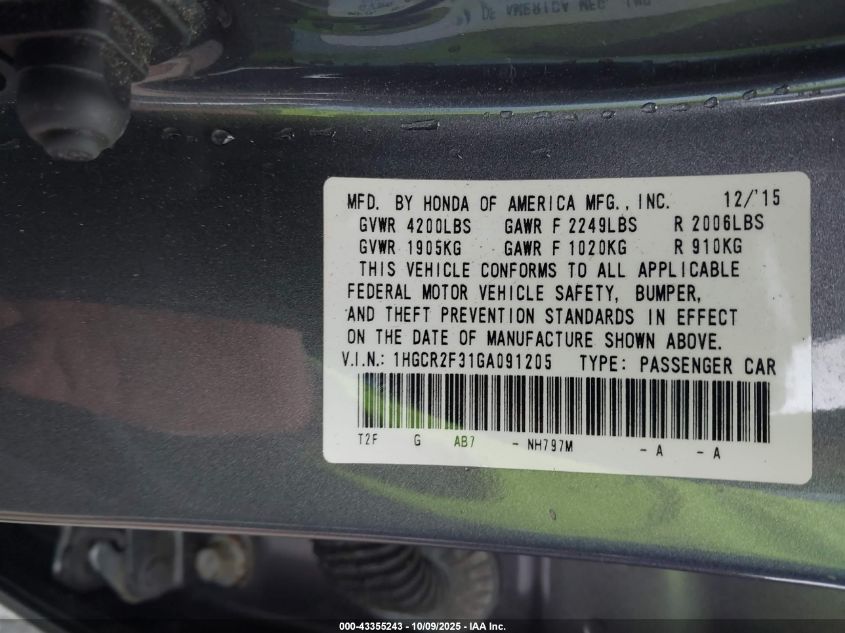 MFD. BY HONDA OF AMERICA MFG., INC. 12/'15
GVWR 4200LBS GAWR F 2249LBS R 2006LBS
GVWR 1905KG GAWR F 1020KG R 910KG
THIS VEHICLE CONFORMS TO ALL APPLICABLE
FEDERAL MOTOR VEHICLE SAFETY, BUMPER,
AND THEFT PREVENTION STANDARDS IN EFFECT
ON THE DATE OF MANUFACTURE SHOWN ABOVE.
V.I.N.: 1HGCR2F31GA091205 TYPE: PASSENGER CAR
T2F G AB7 - NH797M - A - A
000-43355243 - 10/09/2025 - IAA Inc.